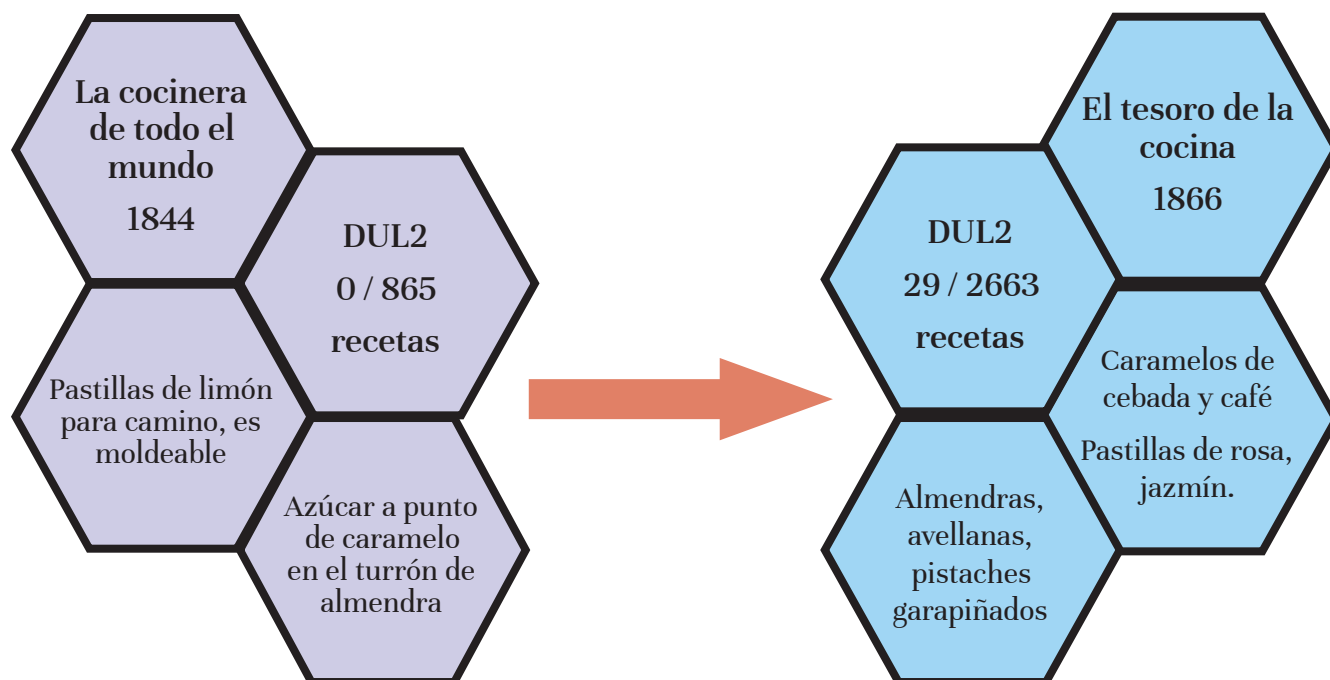 La cocinera
de todo el
mundo
1844
DUL2
0 / 865
recetas
Pastillas de limón
para camino, es
moldeable
Azúcar a punto
de caramelo
en el turrón de
almendra
El tesoro de la
cocina
1866
DUL2
29 / 2663
recetas
Caramelos de
cebada y café
Pastillas de rosa,
jazmín.
Almendras,
avellanas,
pistaches
garapiñados